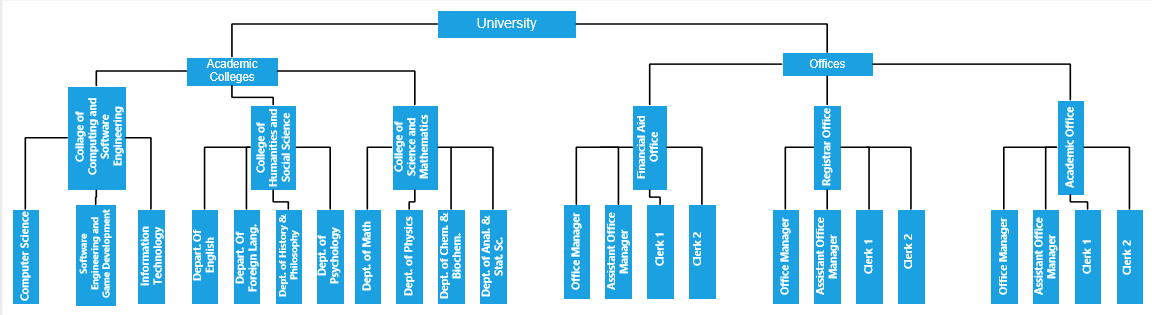 University
Academic
Colleges
Offices
Collage of
Computing and
Software
Engineering
College of
Humanities and
Social Science
College of
Science and
Mathematics
Financial Aid
Office
Registrar Office
Academic Office
Computer Science
Software
Engineering and
Game Development
Information
Technology
Depart. Of
English
Depart. Of
Foreign Lang.
Dept. of History &
Philosophy
Dept. of
Psychology
Dept. of Math
Dept. of Physics
Dept. of Chem. &
Biochem.
Dept. of Anal. &
Stat. Sc.
Office Manager
Assistant Office
Manager
Clerk 1
Clerk 2
Office Manager
Assistant Office
Manager
Clerk 1
Clerk 2
Office Manager
Assistant Office
Manager
Clerk 1
Clerk 2